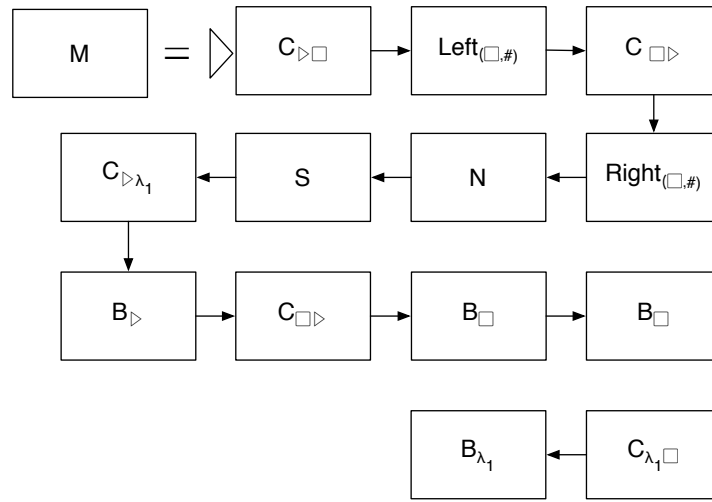 M = ▷ C▷□ Left(□,#) C□▷
C▷λ1 S N Right(□,#)
B▷ C□▷ B□ B□
Bλ1 Cλ1□